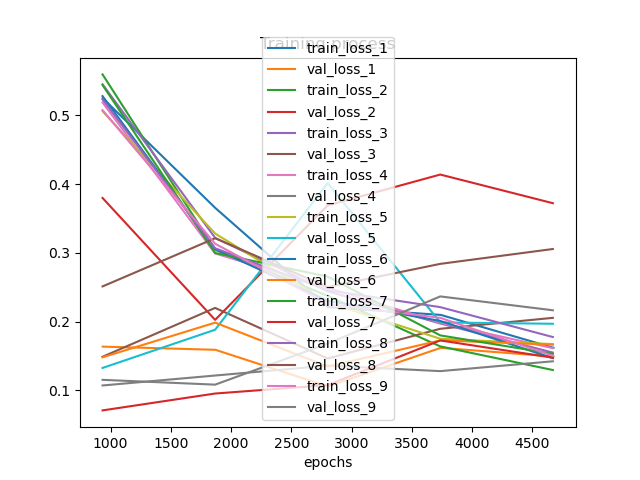 Training process
train_loss_1
val_loss_1
train_loss_2
val_loss_2
train_loss_3
val_loss_3
train_loss_4
val_loss_4
train_loss_5
val_loss_5
train_loss_6
val_loss_6
train_loss_7
val_loss_7
train_loss_8
val_loss_8
train_loss_9
val_loss_9
0.5
0.4
0.3
0.2
0.1
1000 1500 2000 2500 3000 3500 4000 4500
epochs